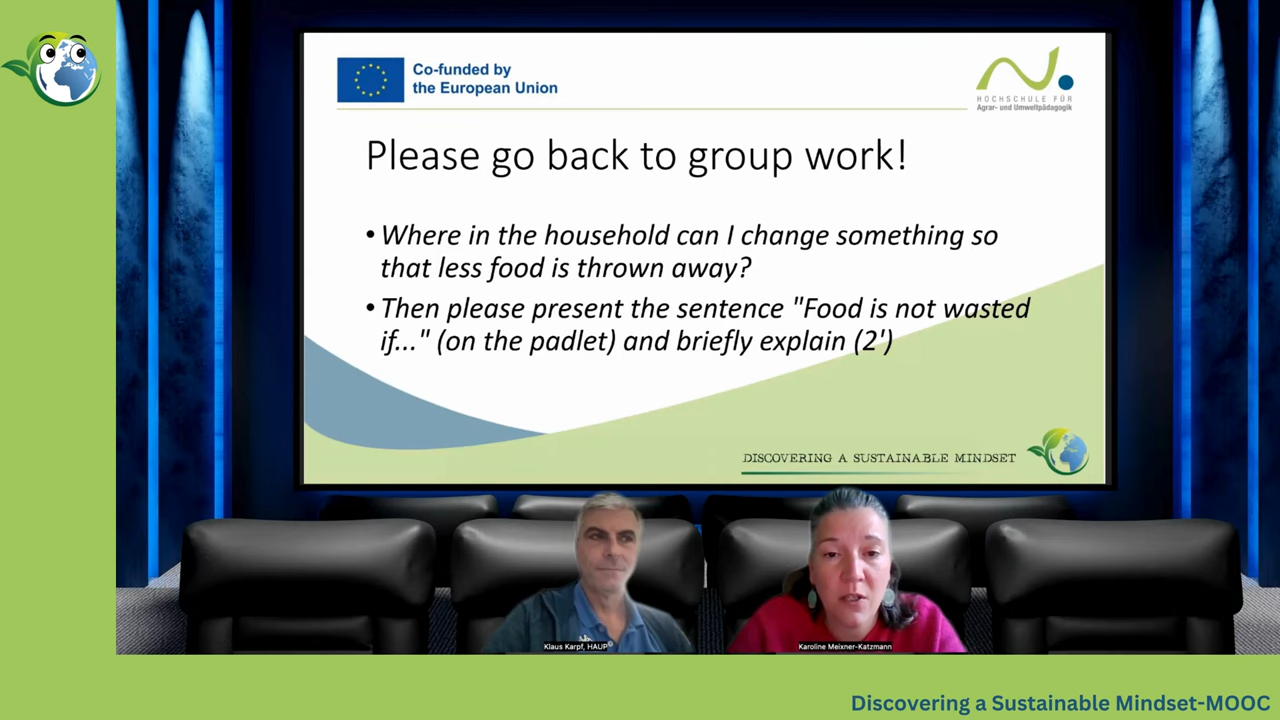 Co-funded by
the European Union
HOCHSCHULE FÜR
Agrar- und Umweltpädagogik
Please go back to group work!
• Where in the household can I change something so
that less food is thrown away?
• Then please present the sentence "Food is not wasted
if..." (on the padlet) and briefly explain (2')
DISCOVERING A SUSTAINABLE MINDSET
Klaus Karpf, HAUP
Karoline Meixner-Katzmann
Discovering a Sustainable Mindset-MOOC